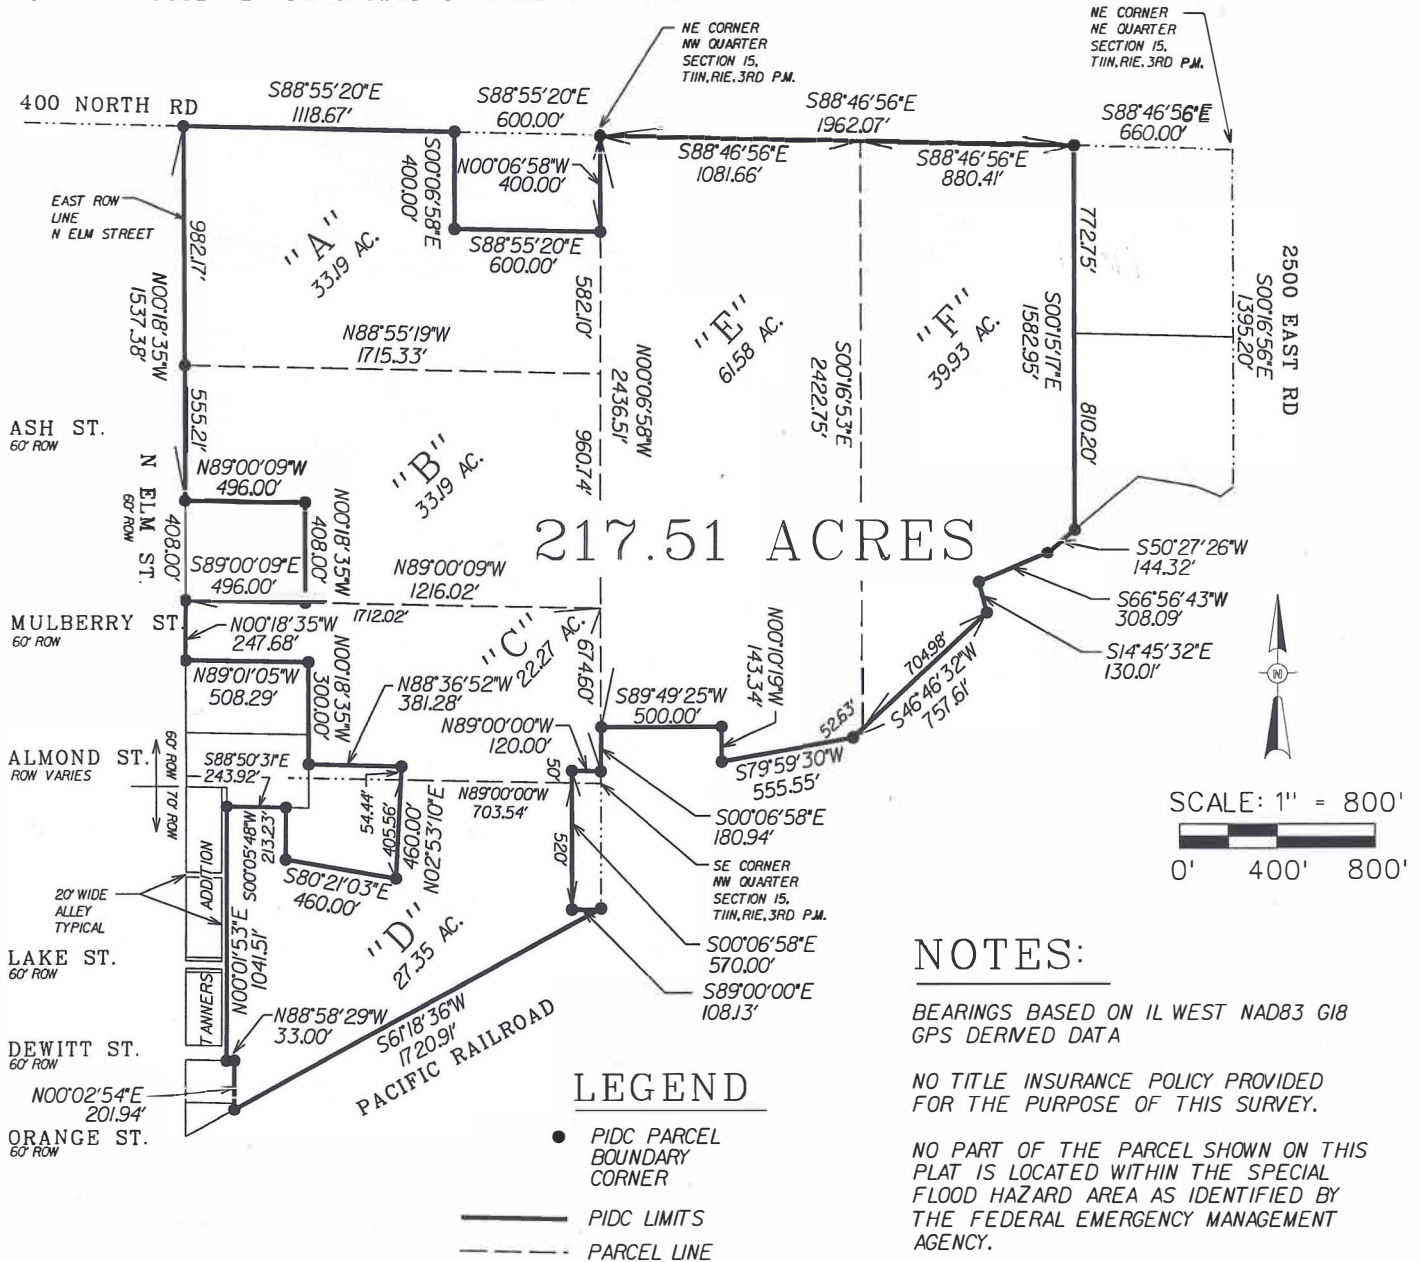 NE CORNER
NW QUARTER
SECTION 15,
T11N,R1E,3RD P.M.
NE CORNER
NE QUARTER
SECTION 15,
T11N,R1E,3RD P.M.
400 NORTH RD
S88°55'20"E
1118.67'
S88°55'20"E
600.00'
S88°46'56"E
1962.07'
S88°46'56"E
660.00'
S88°46'56"E
1081.66'
S88°46'56"E
880.41'
N00°06'58"W
400.00'
S00°06'58"E
400.00'
S88°55'20"E
600.00'
EAST ROW
LINE
N ELM STREET
982.17'
N00°18'35"W
1537.38'
"A"
33.19 AC.
582.10'
N88°55'19"W
1715.33'
"E"
61.58 AC.
"F"
39.93 AC.
772.75'
S00°15'17"E
1582.95'
810.20'
2500 EAST RD
S00°16'56"E
1395.20'
N00°06'58"W
2436.51'
S00°16'53"E
2422.75'
555.21'
ASH ST.
60' ROW
N ELM ST.
60' ROW
N89°00'09"W
496.00'
"B"
33.19 AC.
960.74'
408.00'
408.00'
N00°18'35"W
S89°00'09"E
496.00'
N89°00'09"W
1216.02'
1712.02'
217.51 ACRES
S50°27'26"W
144.32'
S66°56'43"W
308.09'
S14°45'32"E
130.01'
MULBERRY ST.
60' ROW
N00°18'35"W
247.68'
N89°01'05"W
508.29'
N00°18'35"W
300.00'
"C"
22.27 AC.
674.60'
N88°36'52"W
381.28'
N89°00'00"W
120.00'
S89°49'25"W
500.00'
N00°10'19"W
143.34'
704.98'
S46°46'32"W
757.61'
52.63'
S79°59'30"W
555.55'
N
ALMOND ST.
ROW VARIES
60' ROW
70' ROW
S88°50'31"E
243.92'
S00°05'48"W
213.23'
54.44'
405.56'
460.00'
N02°53'10"E
N89°00'00"W
703.54'
50'
520'
S00°06'58"E
180.94'
SE CORNER
NW QUARTER
SECTION 15,
T11N,R1E,3RD P.M.
S80°21'03"E
460.00'
SCALE: 1" = 800'
0' 400' 800'
20' WIDE
ALLEY
TYPICAL
TANNERS
ADDITION
N00°01'53"E
1041.51'
"D"
27.35 AC.
S00°06'58"E
570.00'
S89°00'00"E
108.13'
LAKE ST.
60' ROW
N88°58'29"W
33.00'
S61°18'36"W
1720.91'
PACIFIC RAILROAD
DEWITT ST.
60' ROW
N00°02'54"E
201.94'
ORANGE ST.
60' ROW
LEGEND
PIDC PARCEL
BOUNDARY
CORNER
PIDC LIMITS
PARCEL LINE
NOTES:
BEARINGS BASED ON IL WEST NAD83 G18
GPS DERIVED DATA
NO TITLE INSURANCE POLICY PROVIDED
FOR THE PURPOSE OF THIS SURVEY.
NO PART OF THE PARCEL SHOWN ON THIS
PLAT IS LOCATED WITHIN THE SPECIAL
FLOOD HAZARD AREA AS IDENTIFIED BY
THE FEDERAL EMERGENCY MANAGEMENT
AGENCY.